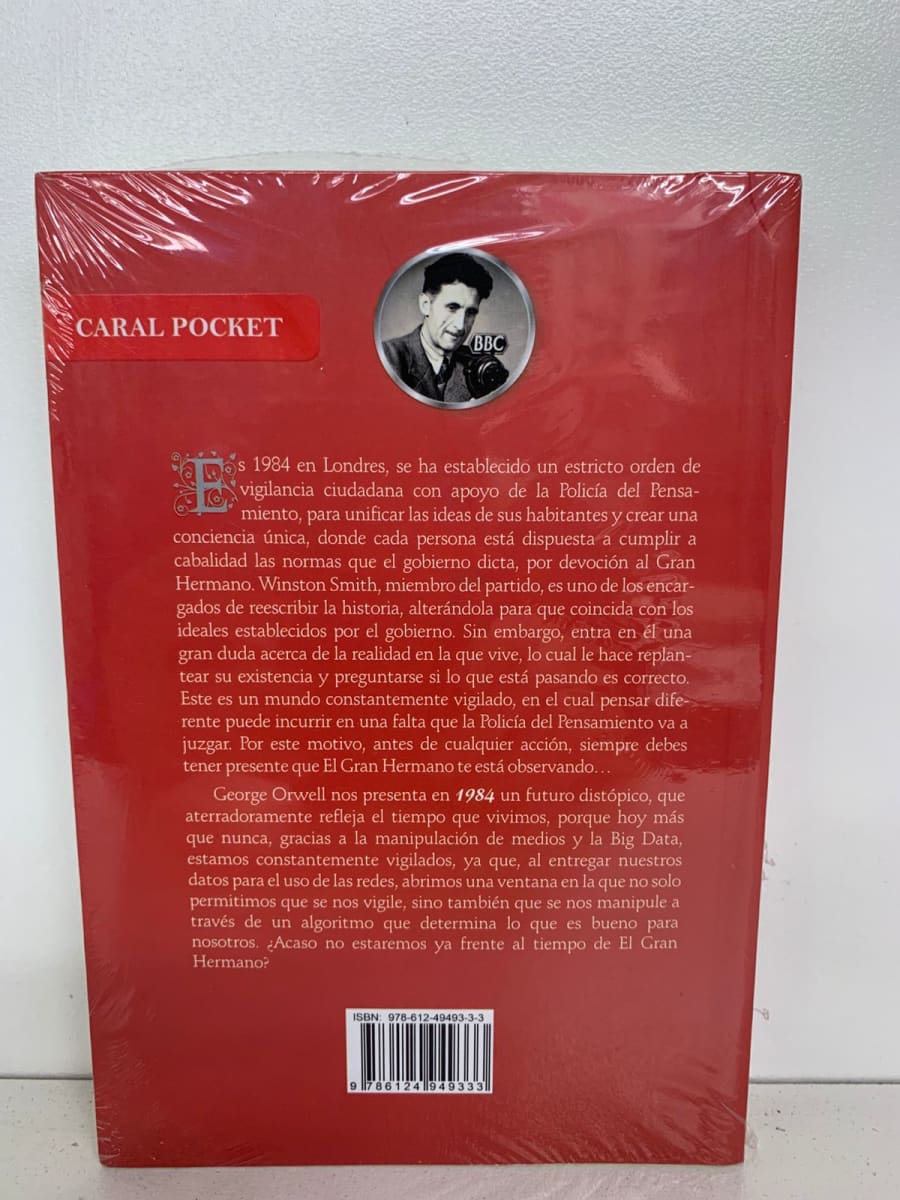 CARAL POCKET
BBC
Es 1984 en Londres, se ha establecido un estricto orden de
vigilancia ciudadana con apoyo de la Policía del Pensa-
miento, para unificar las ideas de sus habitantes y crear una
conciencia única, donde cada persona está dispuesta a cumplir a
cabalidad las normas que el gobierno dicta, por devoción al Gran
Hermano. Winston Smith, miembro del partido, es uno de los encar-
gados de reescribir la historia, alterándola para que coincida con los
ideales establecidos por el gobierno. Sin embargo, entra en él una
gran duda acerca de la realidad en la que vive, lo cual le hace replan-
tear su existencia y preguntarse si lo que está pasando es correcto.
Este es un mundo constantemente vigilado, en el cual pensar dife-
rente puede incurrir en una falta que la Policía del Pensamiento va a
juzgar. Por este motivo, antes de cualquier acción, siempre debes
tener presente que El Gran Hermano te está observando...
George Orwell nos presenta en 1984 un futuro distópico, que
aterradoramente refleja el tiempo que vivimos, porque hoy más
que nunca, gracias a la manipulación de medios y la Big Data,
estamos constantemente vigilados, ya que, al entregar nuestros
datos para el uso de las redes, abrimos una ventana en la que no solo
permitimos que se nos vigile, sino también que se nos manipule a
través de un algoritmo que determina lo que es bueno para
nosotros. ¿Acaso no estaremos ya frente al tiempo de El Gran
Hermano?
ISBN: 978-612-49493-3-3
9 786124 949333